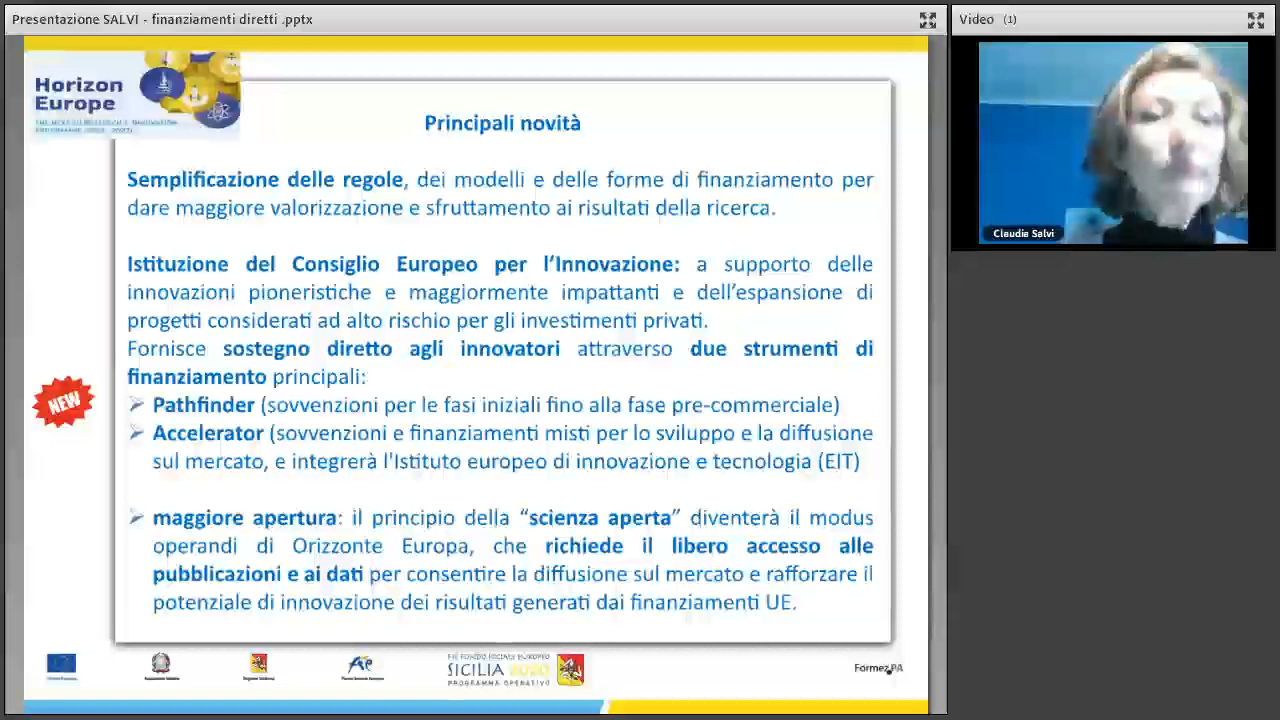 Presentazione SALVI - finanziamenti diretti .pptx
Video (1)
Horizon
Europe
Claudia Salvi
Principali novità
Semplificazione delle regole, dei modelli e delle forme di finanziamento per
dare maggiore valorizzazione e sfruttamento ai risultati della ricerca.
Istituzione del Consiglio Europeo per l'Innovazione: a supporto delle
innovazioni pioneristiche e maggiormente impattanti e dell'espansione di
progetti considerati ad alto rischio per gli investimenti privati.
Fornisce sostegno diretto agli innovatori attraverso due strumenti di
finanziamento principali:
NEW
➢ Pathfinder (sovvenzioni per le fasi iniziali fino alla fase pre-commerciale)
➢ Accelerator (sovvenzioni e finanziamenti misti per lo sviluppo e la diffusione
sul mercato, e integrerà l'Istituto europeo di innovazione e tecnologia (EIT)
➢ maggiore apertura: il principio della “scienza aperta” diventerà il modus
operandi di Orizzonte Europa, che richiede il libero accesso alle
pubblicazioni e ai dati per consentire la diffusione sul mercato e rafforzare il
potenziale di innovazione dei risultati generati dai finanziamenti UE.
SICILIA 2020
PROGRAMMA OPERATIVO
Formez PA